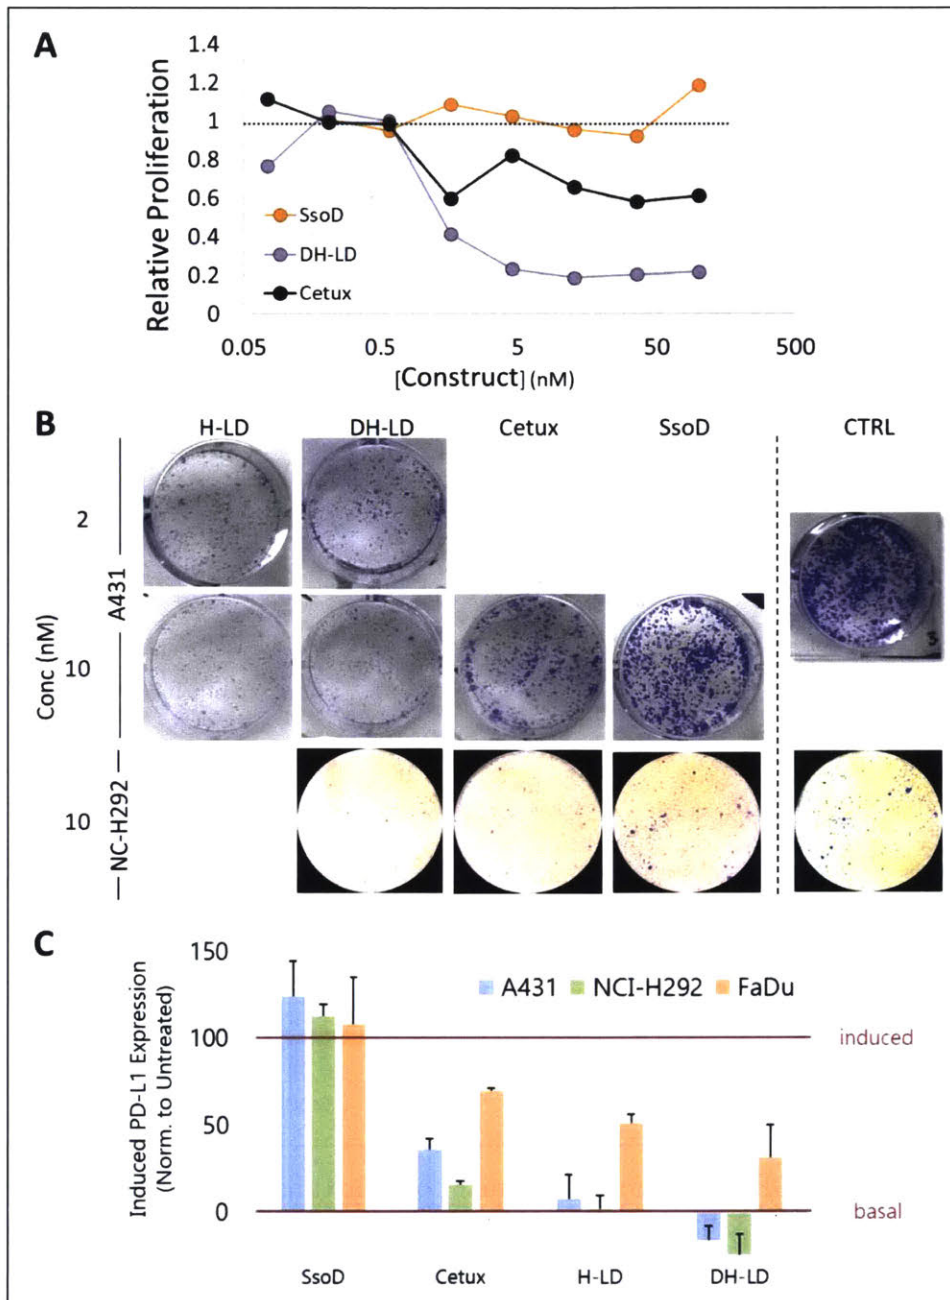 A
1.4
1.2
1
0.8
0.6
0.4
0.2
0
Relative Proliferation
SsoD
DH-LD
Cetux
0.05 0.5 5 50 500
[Construct] (nM)
B
H-LD DH-LD Cetux SsoD CTRL
2
10
10
Conc (nM)
A431
NC-H292
3
C
150
100
50
0
Induced PD-L1 Expression
(Norm. to Untreated)
A431 NCI-H292 FaDu
induced
basal
SsoD Cetux H-LD DH-LD